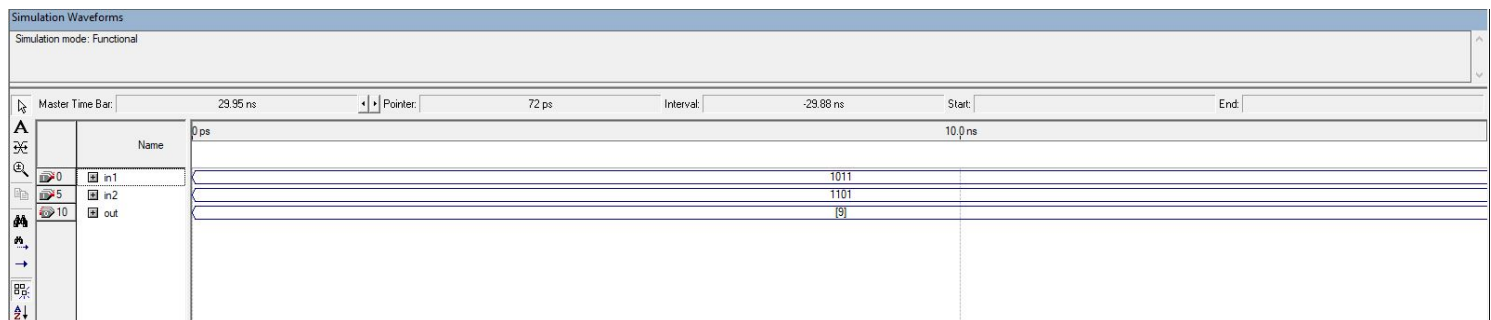 Simulation Waveforms
Simulation mode: Functional
Master Time Bar: 29.95 ns Pointer: 72 ps Interval: -29.88 ns Start: End:
Name
0 ps 10.0 ns
0 in1 1011
5 in2 1101
10 out [9]